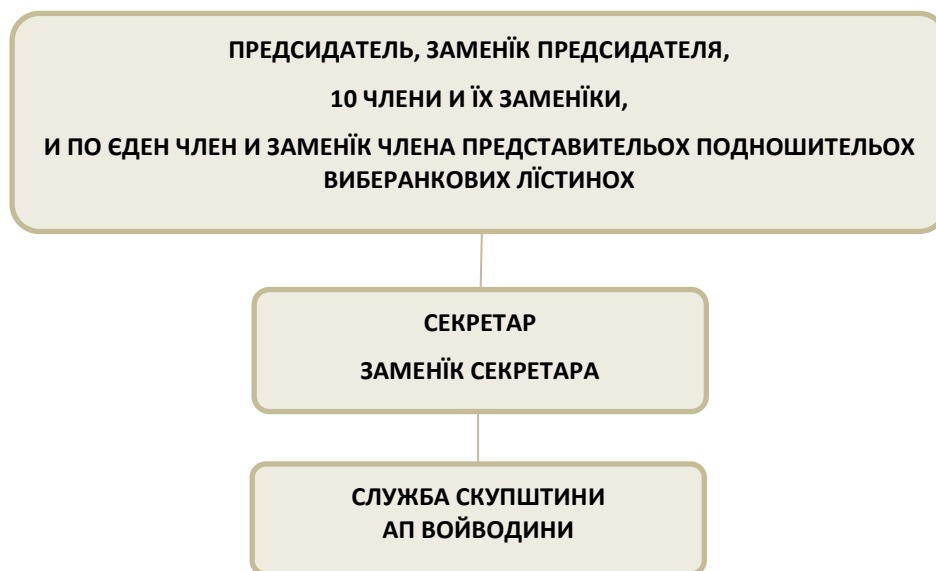 ПРЕДСИДАТЕЛЬ, ЗАМЕНЇК ПРЕДСИДАТЕЛЯ,
10 ЧЛЕНИ И ЇХ ЗАМЕНЇКИ,
И ПО ЄДЕН ЧЛЕН И ЗАМЕНЇК ЧЛЕНА ПРЕДСТАВИТЕЛЬОХ ПОДНОШИТЕЛЬОХ
ВИБЕРАНКОВИХ ЛЇСТИНОХ
СЕКРЕТАР
ЗАМЕНЇК СЕКРЕТАРА
СЛУЖБА СКУПШТИНИ
АП ВОЙВОДИНИ